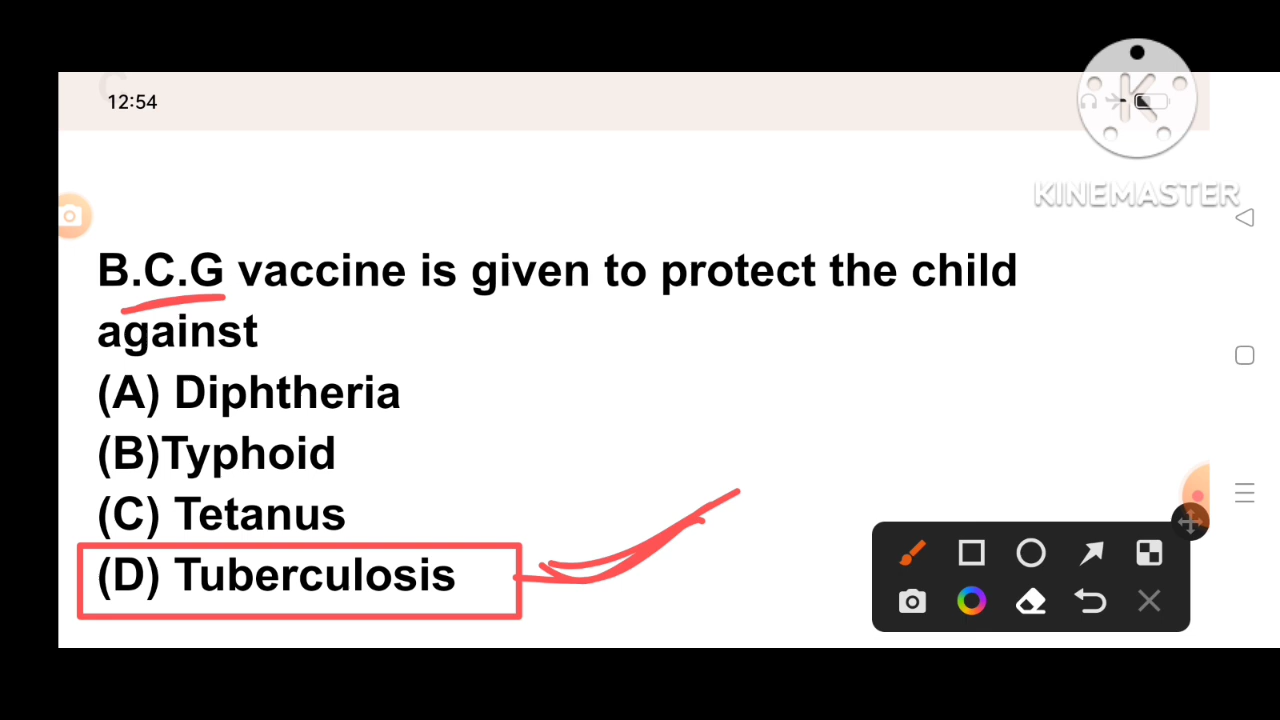 12:54
KINEMASTER
B.C.G vaccine is given to protect the child
against
(A) Diphtheria
(B)Typhoid
(C) Tetanus
(D) Tuberculosis